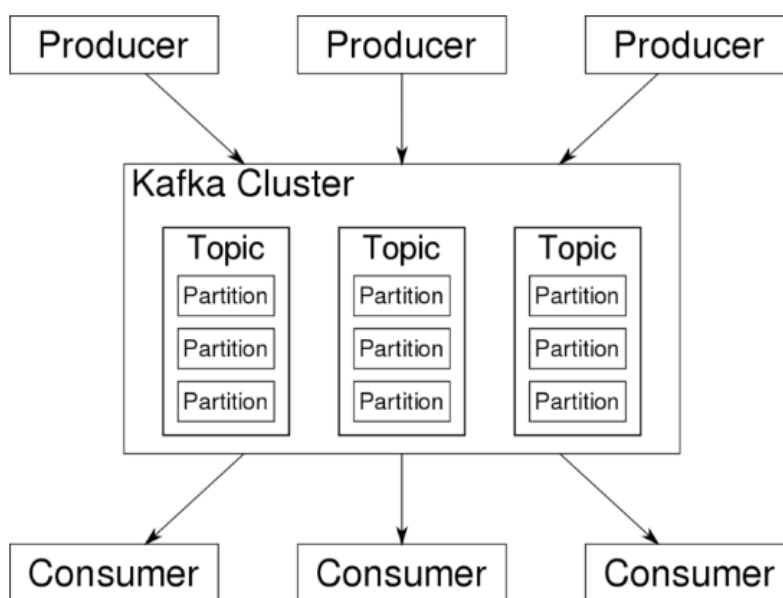 Producer
Producer
Producer
Kafka Cluster
Topic
Topic
Topic
Partition
Partition
Partition
Partition
Partition
Partition
Partition
Partition
Partition
Consumer
Consumer
Consumer